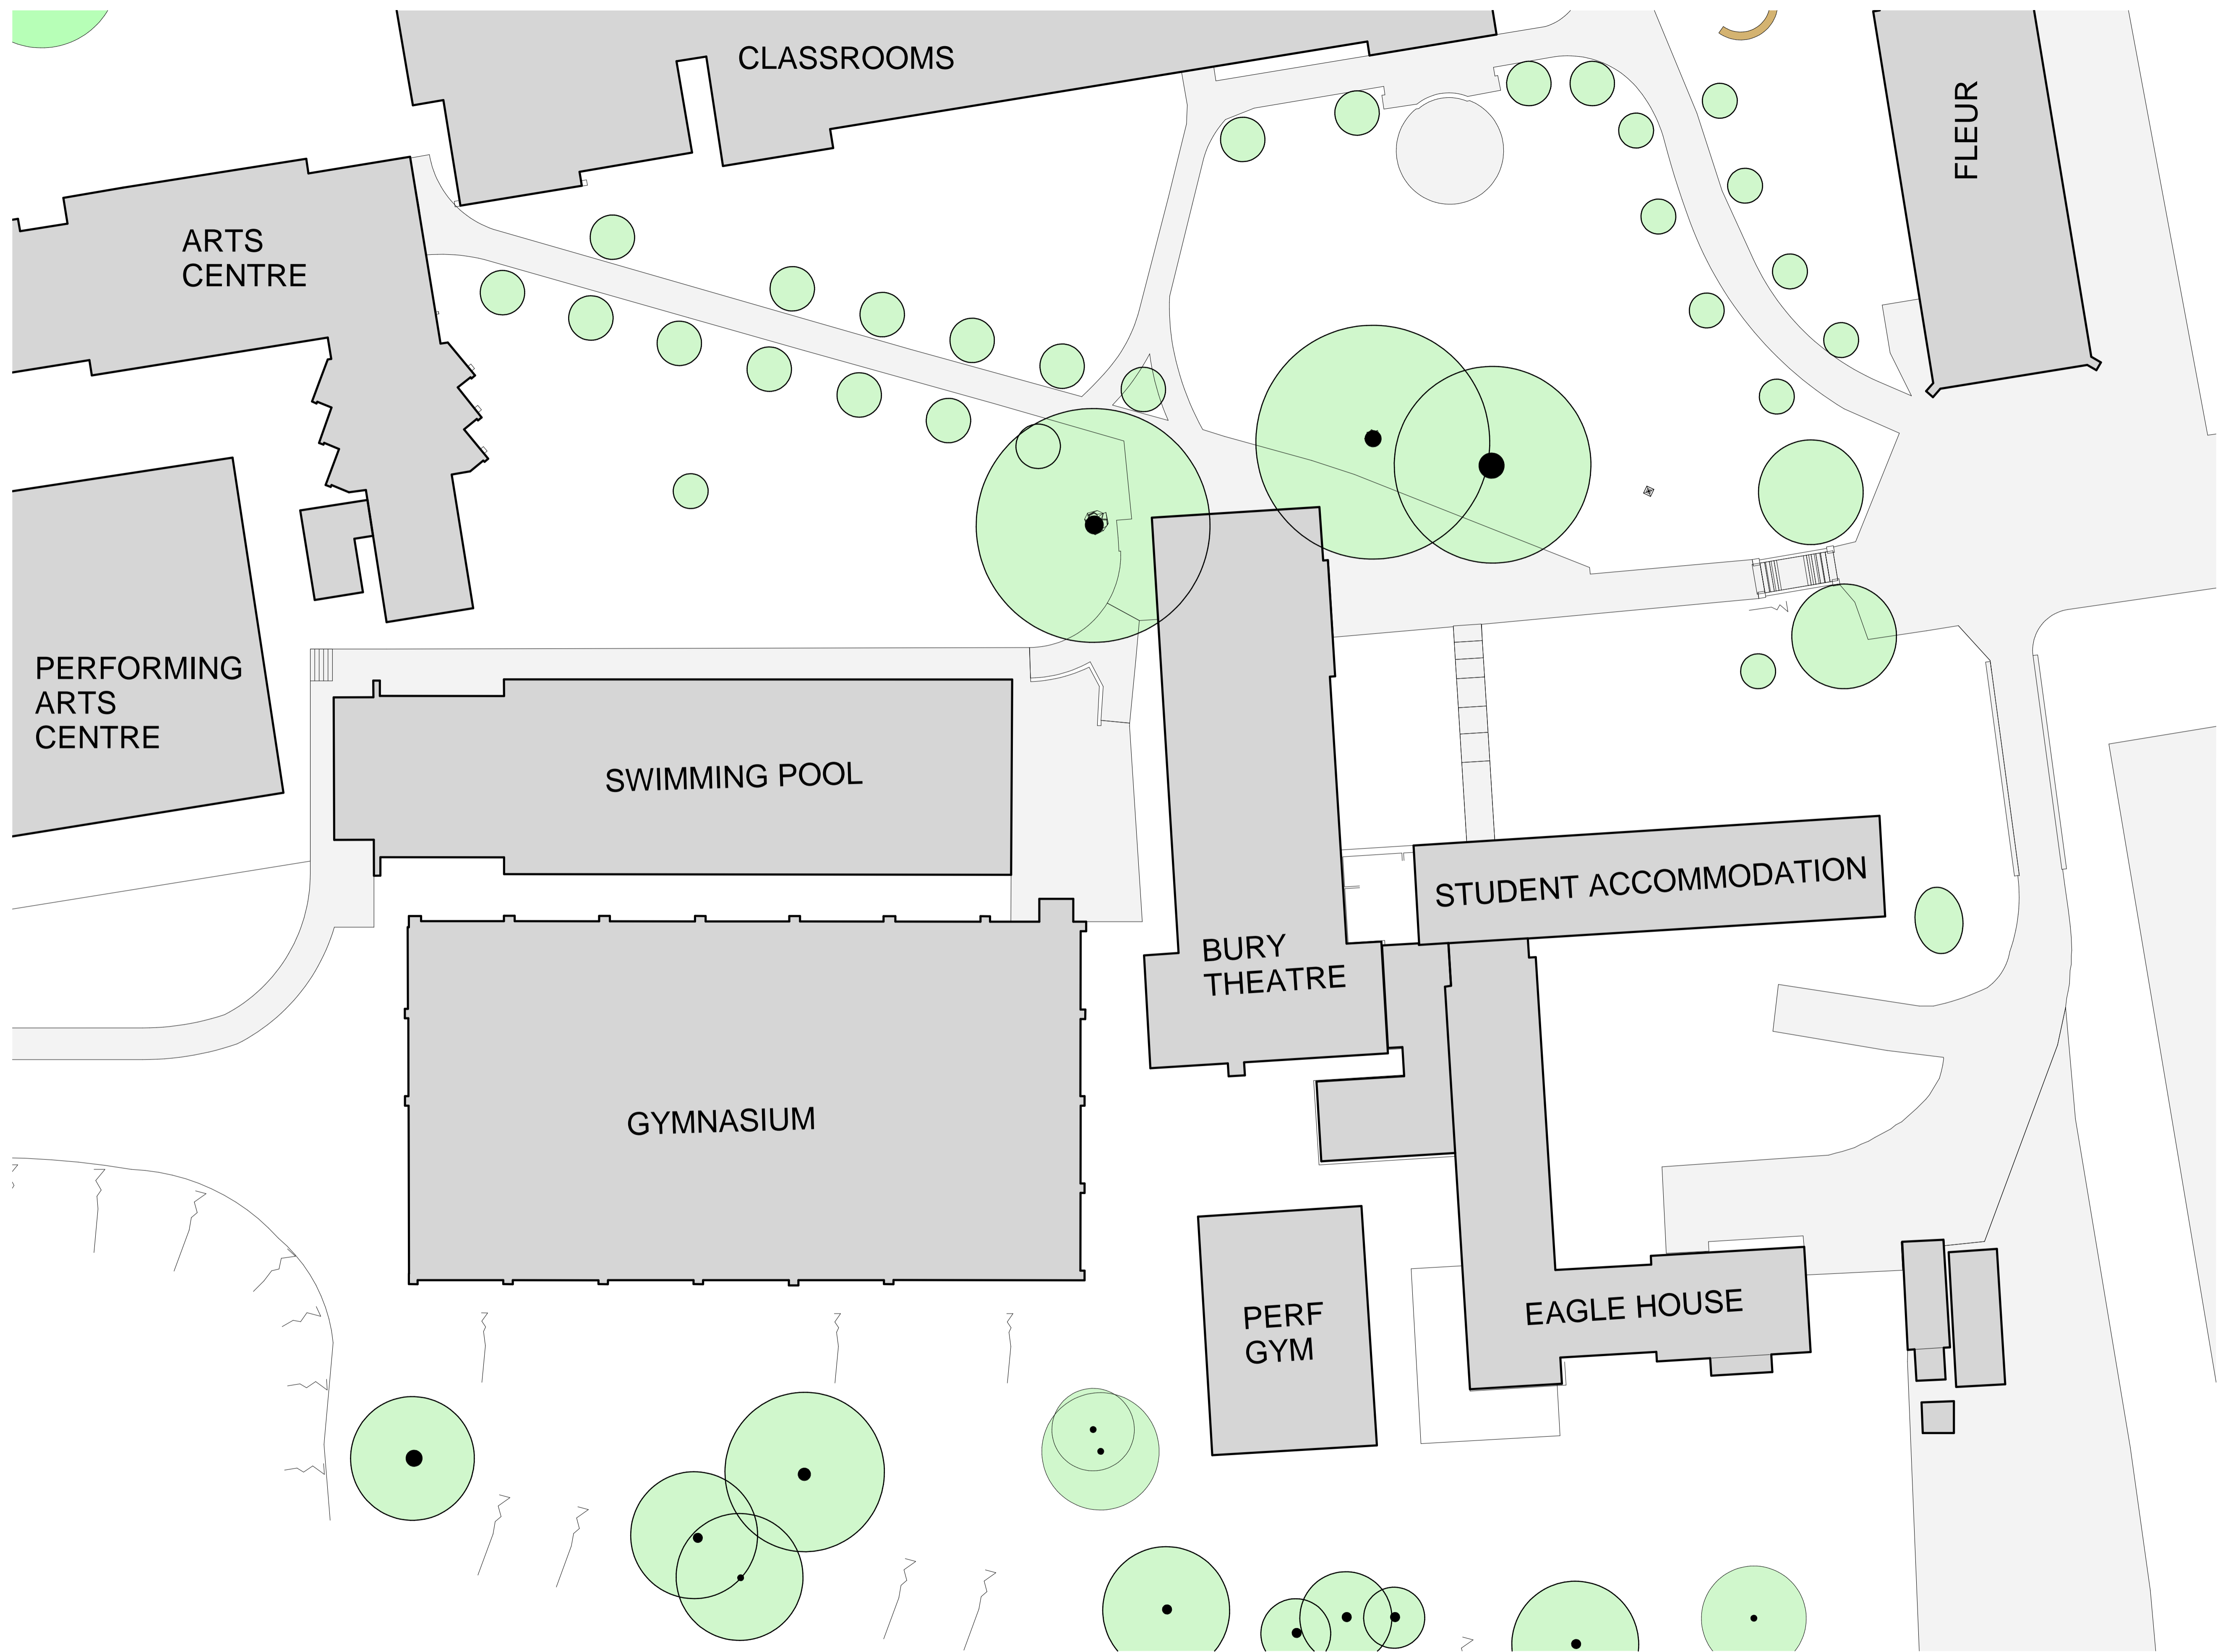 CLASSROOMS
FLEUR
ARTS
CENTRE
PERFORMING
ARTS
CENTRE
SWIMMING POOL
STUDENT ACCOMMODATION
BURY
THEATRE
GYMNASIUM
PERF
GYM
EAGLE HOUSE